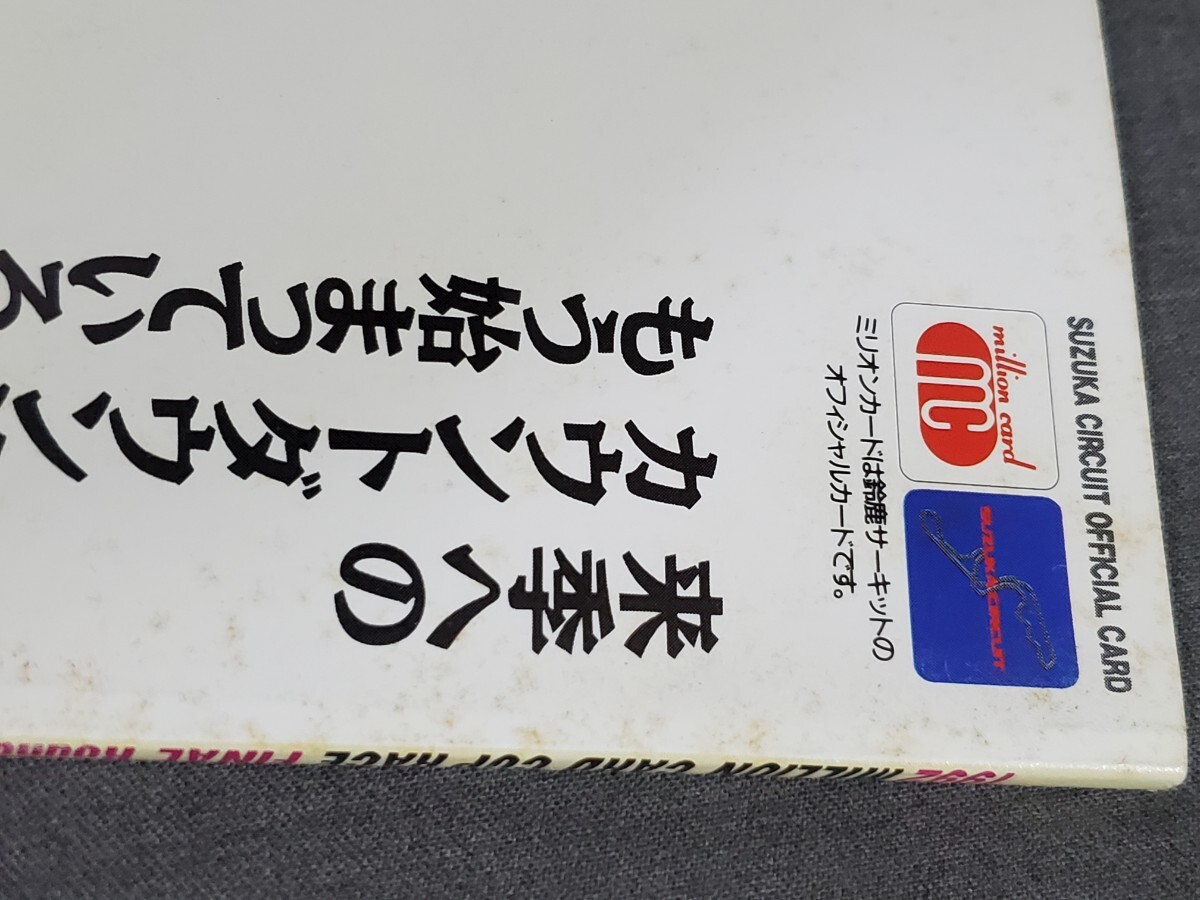 SUZUKA CIRCUIT OFFICIAL CARD
million card
mc
SUZUKA CIRCUIT
ミリオンカードは鈴鹿サーキットの
オフィシャルカードです。
来季への
カウントダウン
もう始まっている
1992 MILLION CARD CUP RACE FINAL Round